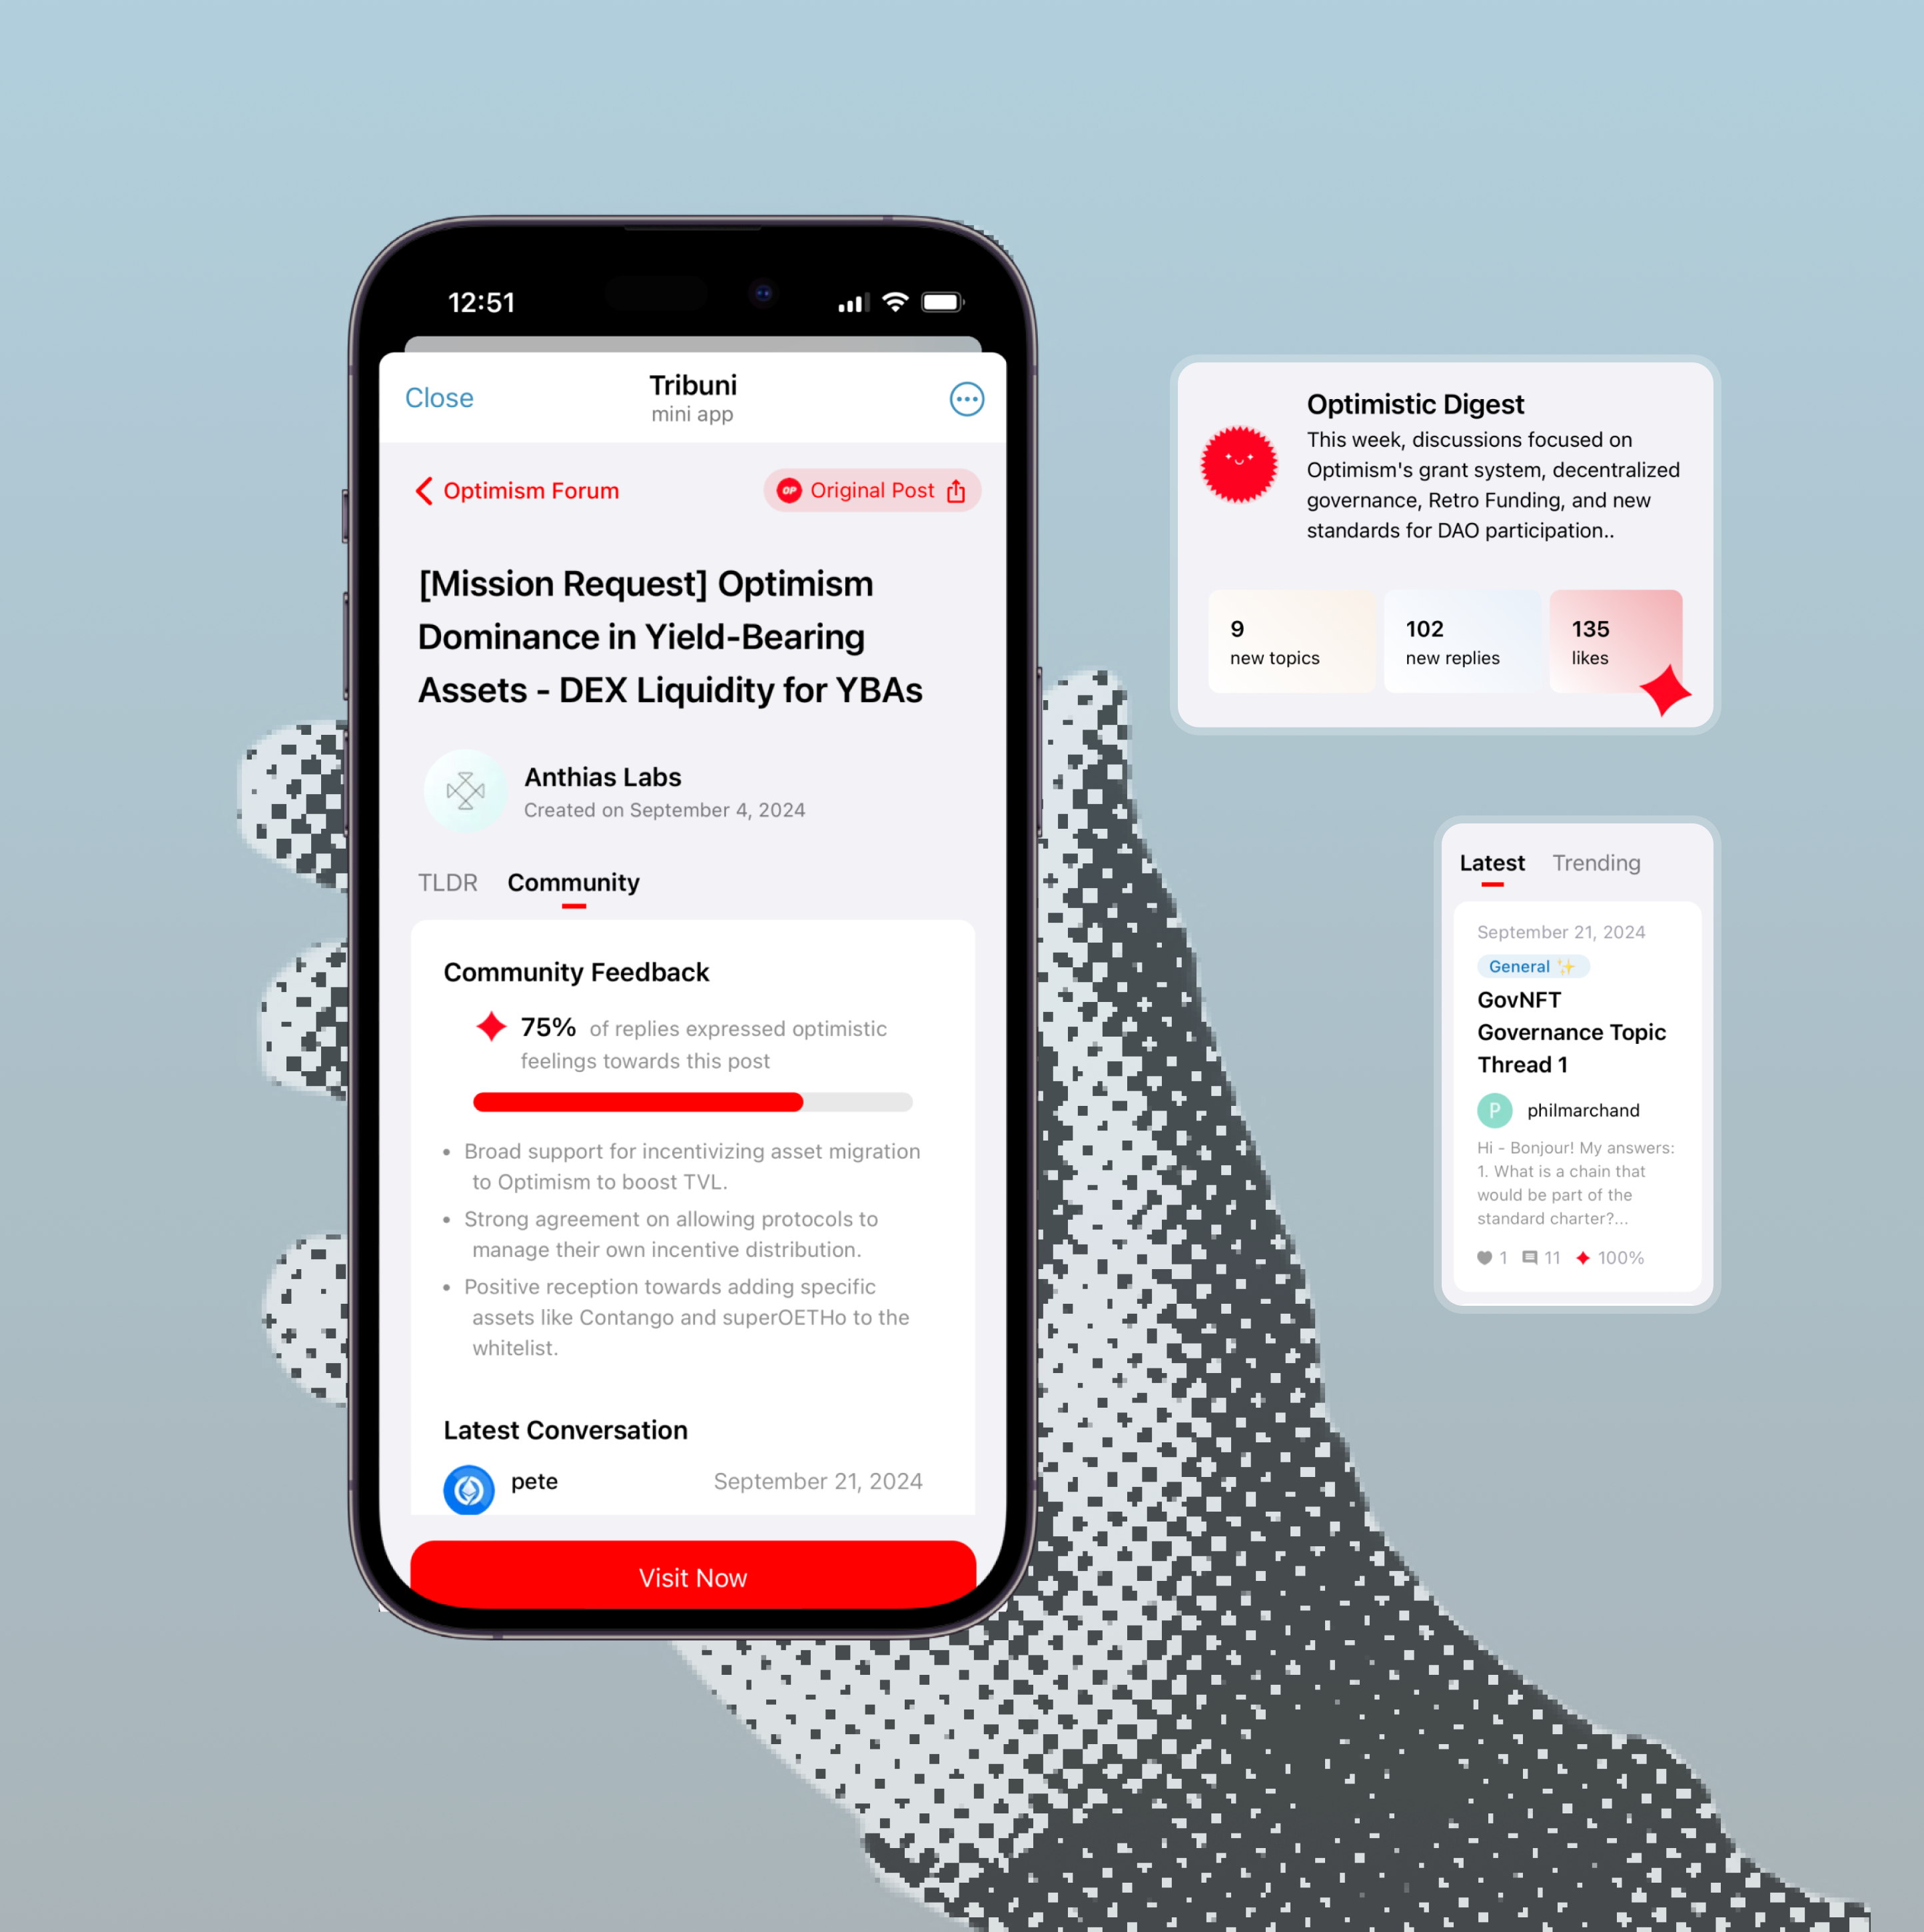 12:51
Close
Tribuni
mini app
Optimism Forum
OP Original Post
[Mission Request] Optimism
Dominance in Yield-Bearing
Assets - DEX Liquidity for YBAs
Anthias Labs
Created on September 4, 2024
TLDR Community
Community Feedback
75% of replies expressed optimistic
feelings towards this post
• Broad support for incentivizing asset migration
to Optimism to boost TVL.
• Strong agreement on allowing protocols to
manage their own incentive distribution.
• Positive reception towards adding specific
assets like Contango and superOETHo to the
whitelist.
Latest Conversation
pete September 21, 2024
Visit Now
Optimistic Digest
This week, discussions focused on
Optimism's grant system, decentralized
governance, Retro Funding, and new
standards for DAO participation..
9 102 135
new topics new replies likes
Latest Trending
September 21, 2024
General ✨
GovNFT
Governance Topic
Thread 1
P philmarchand
Hi - Bonjour! My answers:
1. What is a chain that
would be part of the
standard charter?...
1 11 100%